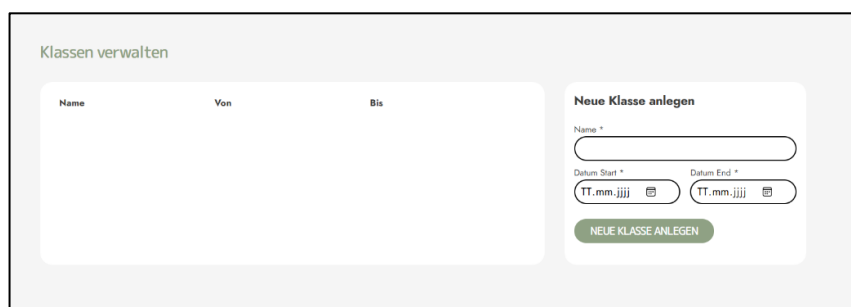 Klassen verwalten
Name Von Bis
Neue Klasse anlegen
Name *
Datum Start * Datum End *
TT.mm.jjjj TT.mm.jjjj
NEUE KLASSE ANLEGEN